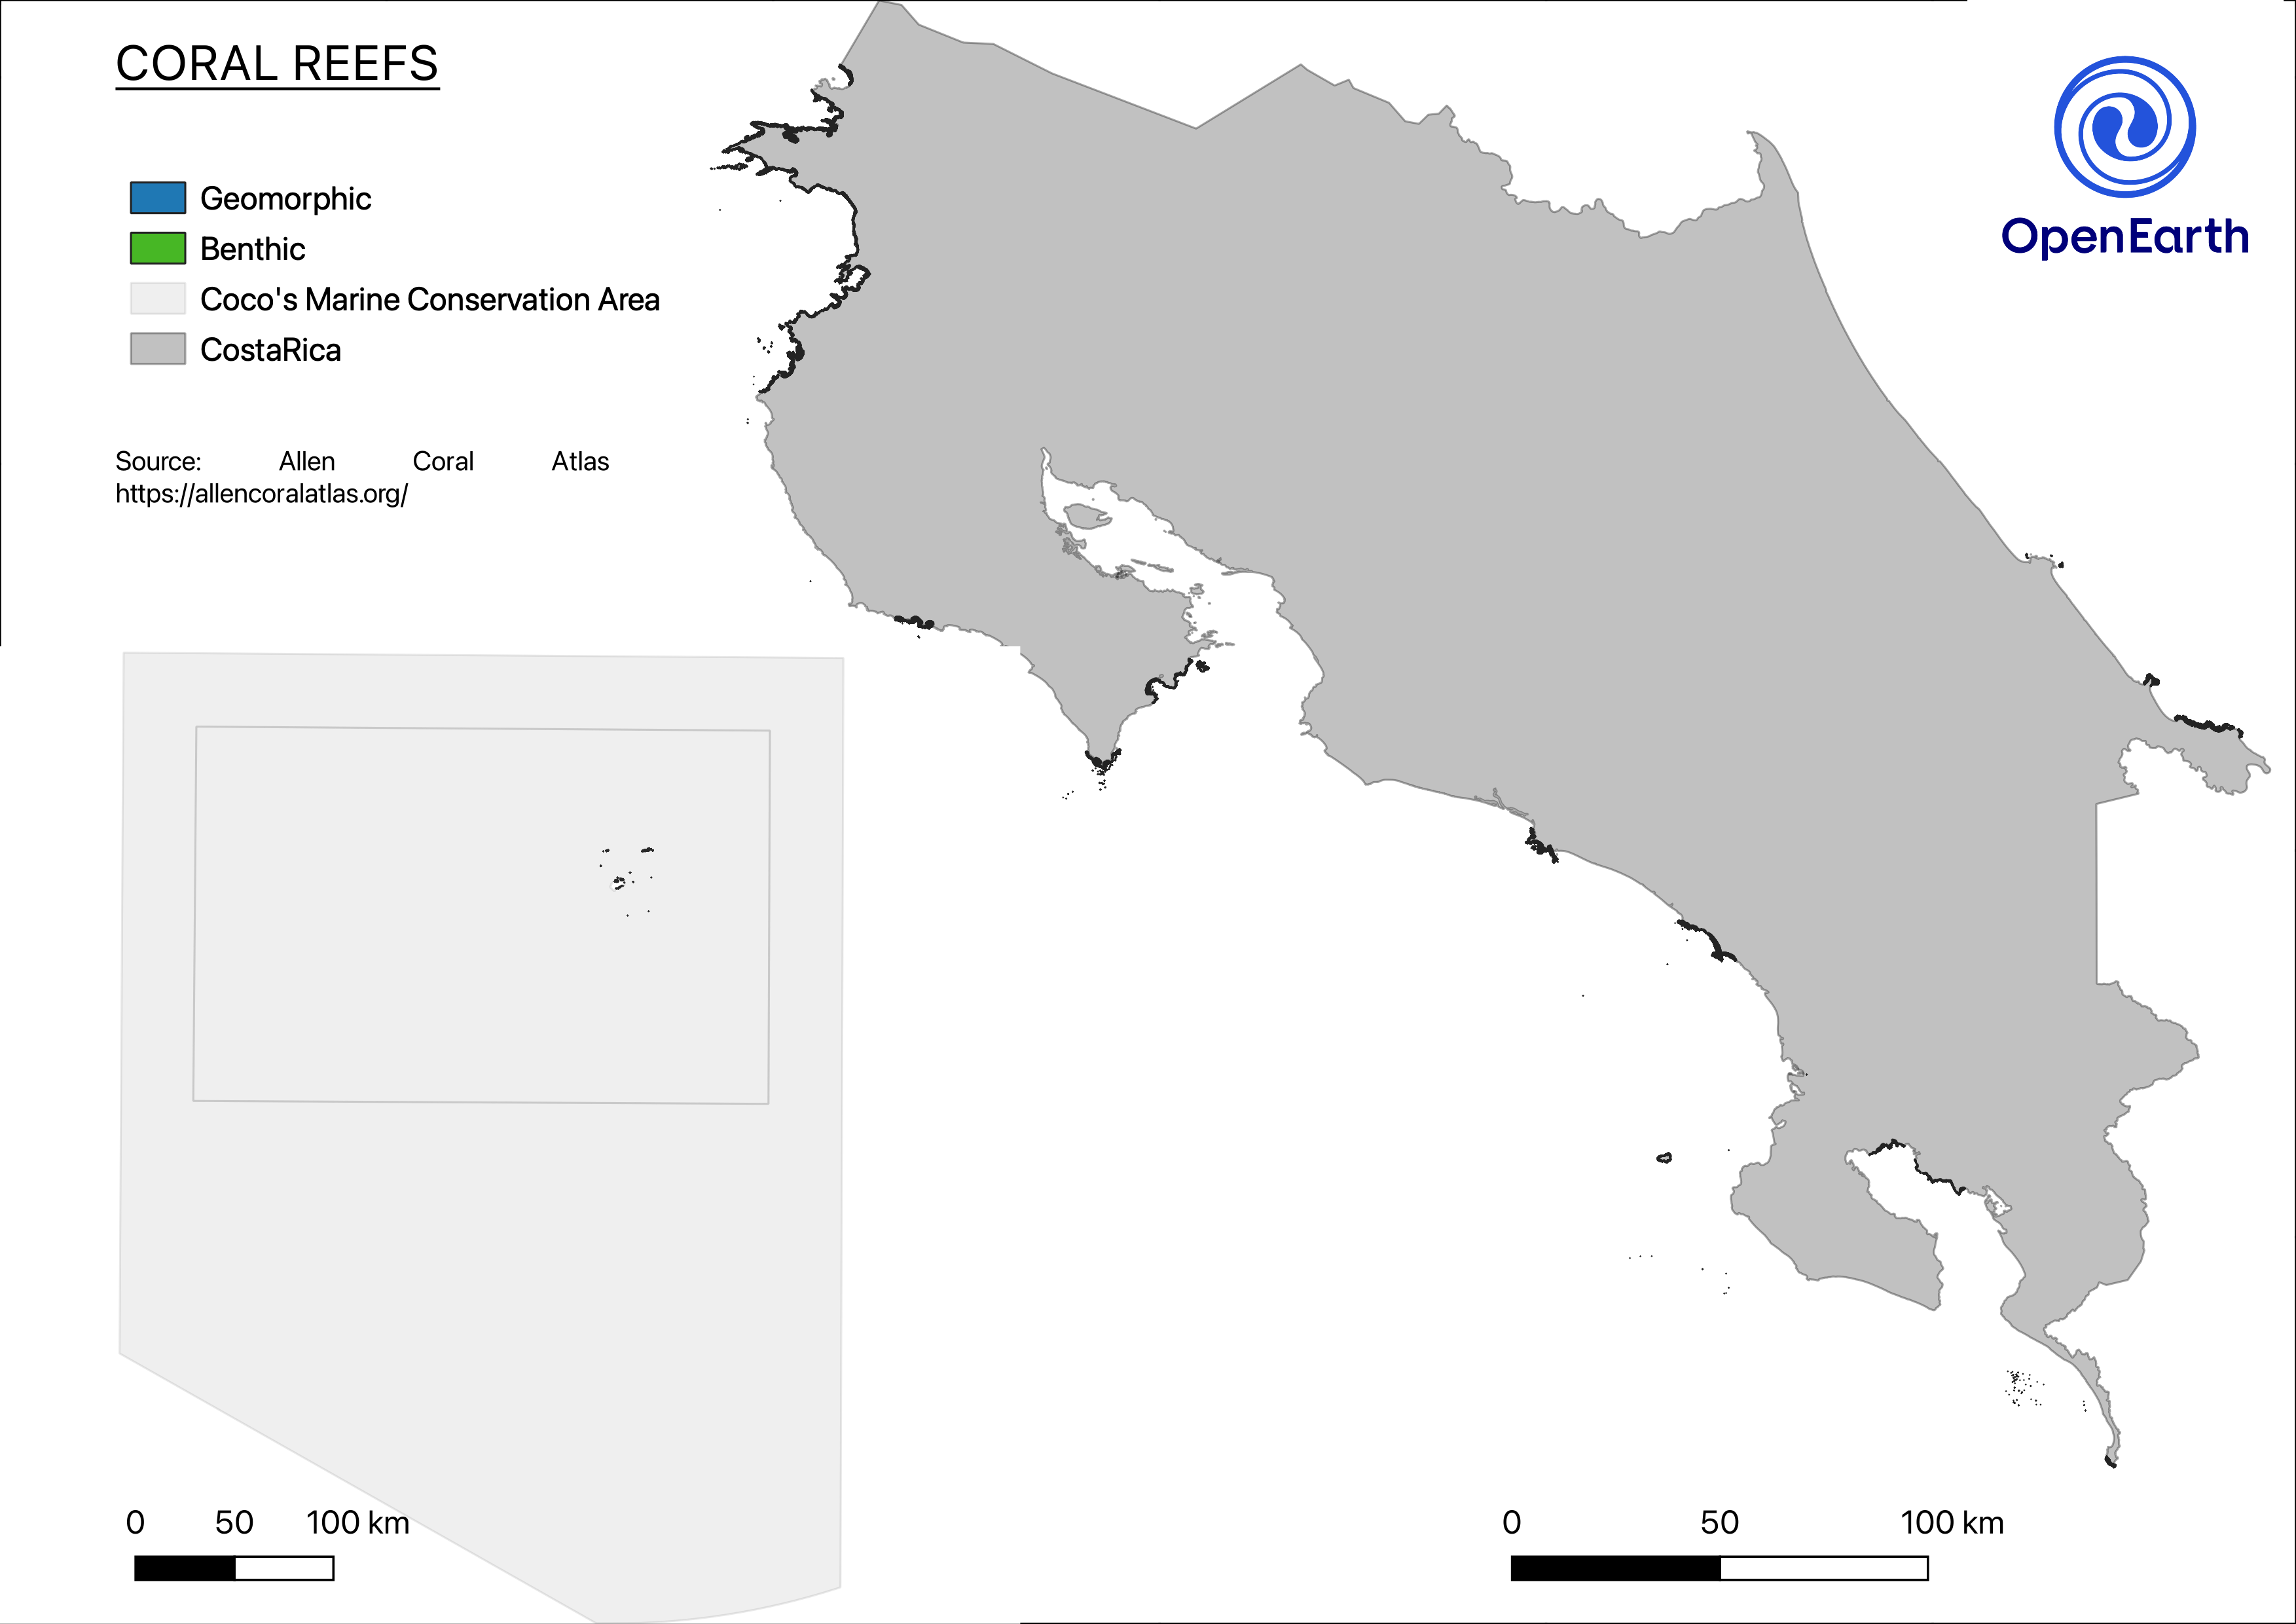 CORAL REEFS
Geomorphic
Benthic
Coco's Marine Conservation Area
CostaRica
Source: Allen Coral Atlas
https://allencoralatlas.org/
OpenEarth
0 50 100 km
0 50 100 km